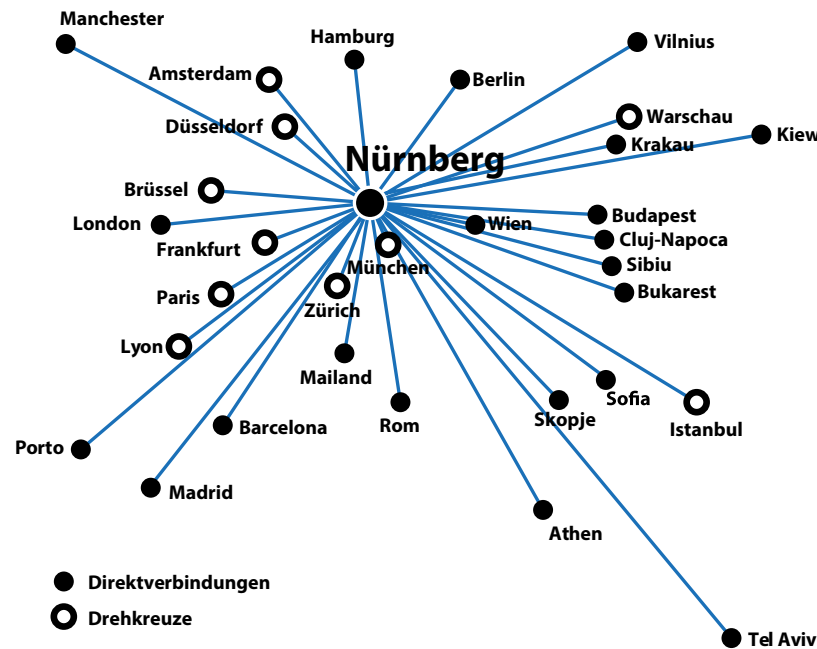 Manchester
Hamburg
Vilnius
Amsterdam
Berlin
Düsseldorf
Warschau
Kiew
Krakau
Nürnberg
Brüssel
London
Wien
Budapest
Frankfurt
Cluj-Napoca
München
Sibiu
Paris
Bukarest
Zürich
Lyon
Mailand
Sofia
Barcelona
Rom
Skopje
Istanbul
Porto
Madrid
Athen
Direktverbindungen
Drehkreuze
Tel Aviv